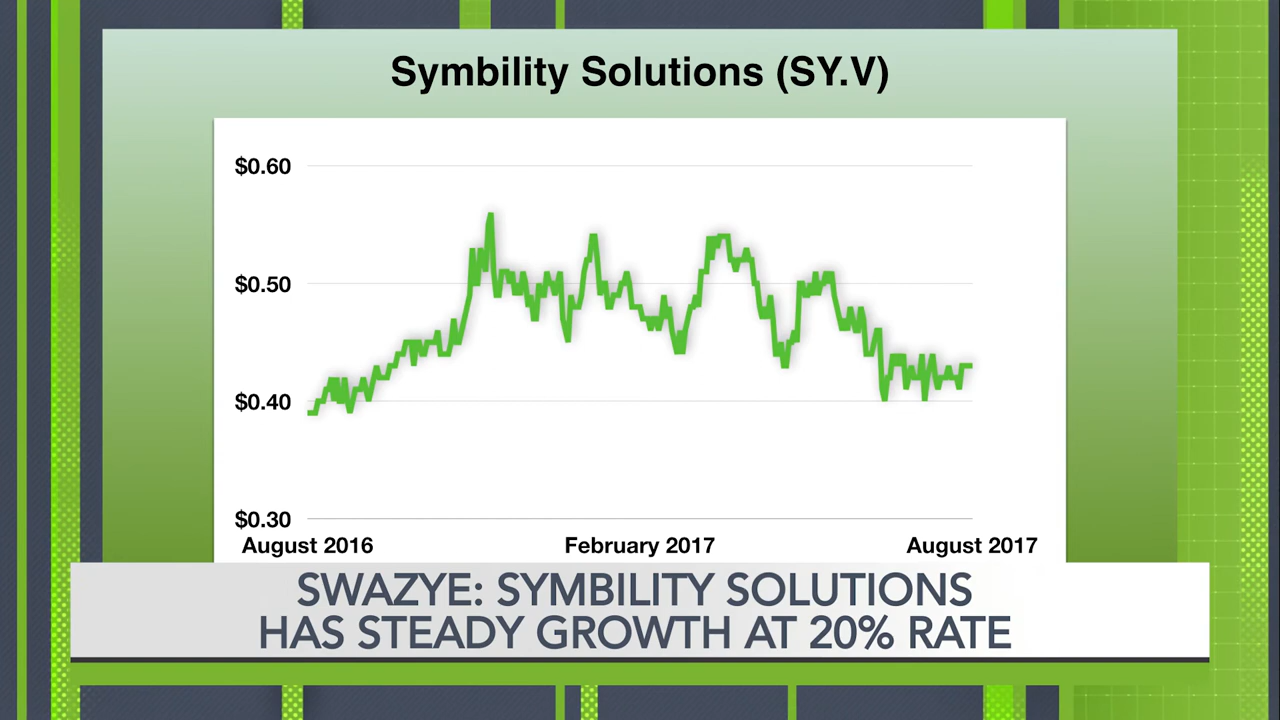 Symbility Solutions (SY.V)
$0.60
$0.50
$0.40
$0.30
August 2016 February 2017 August 2017
SWAZYE: SYMBILITY SOLUTIONS
HAS STEADY GROWTH AT 20% RATE